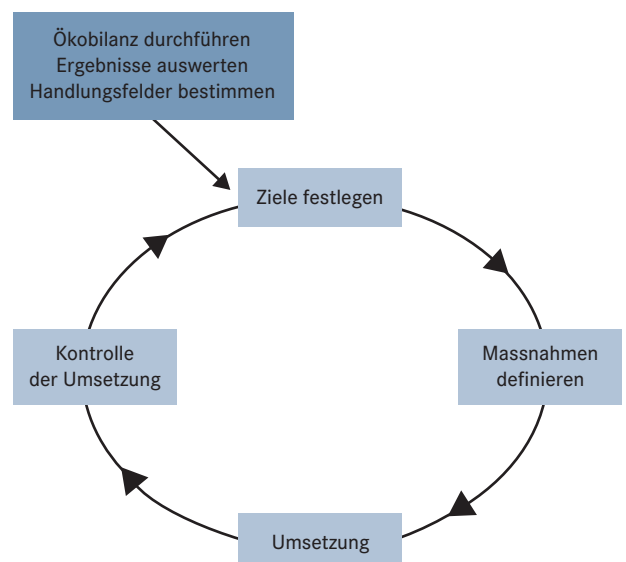 Ökobilanz durchführen
Ergebnisse auswerten
Handlungsfelder bestimmen
Ziele festlegen
Massnahmen
definieren
Umsetzung
Kontrolle
der Umsetzung